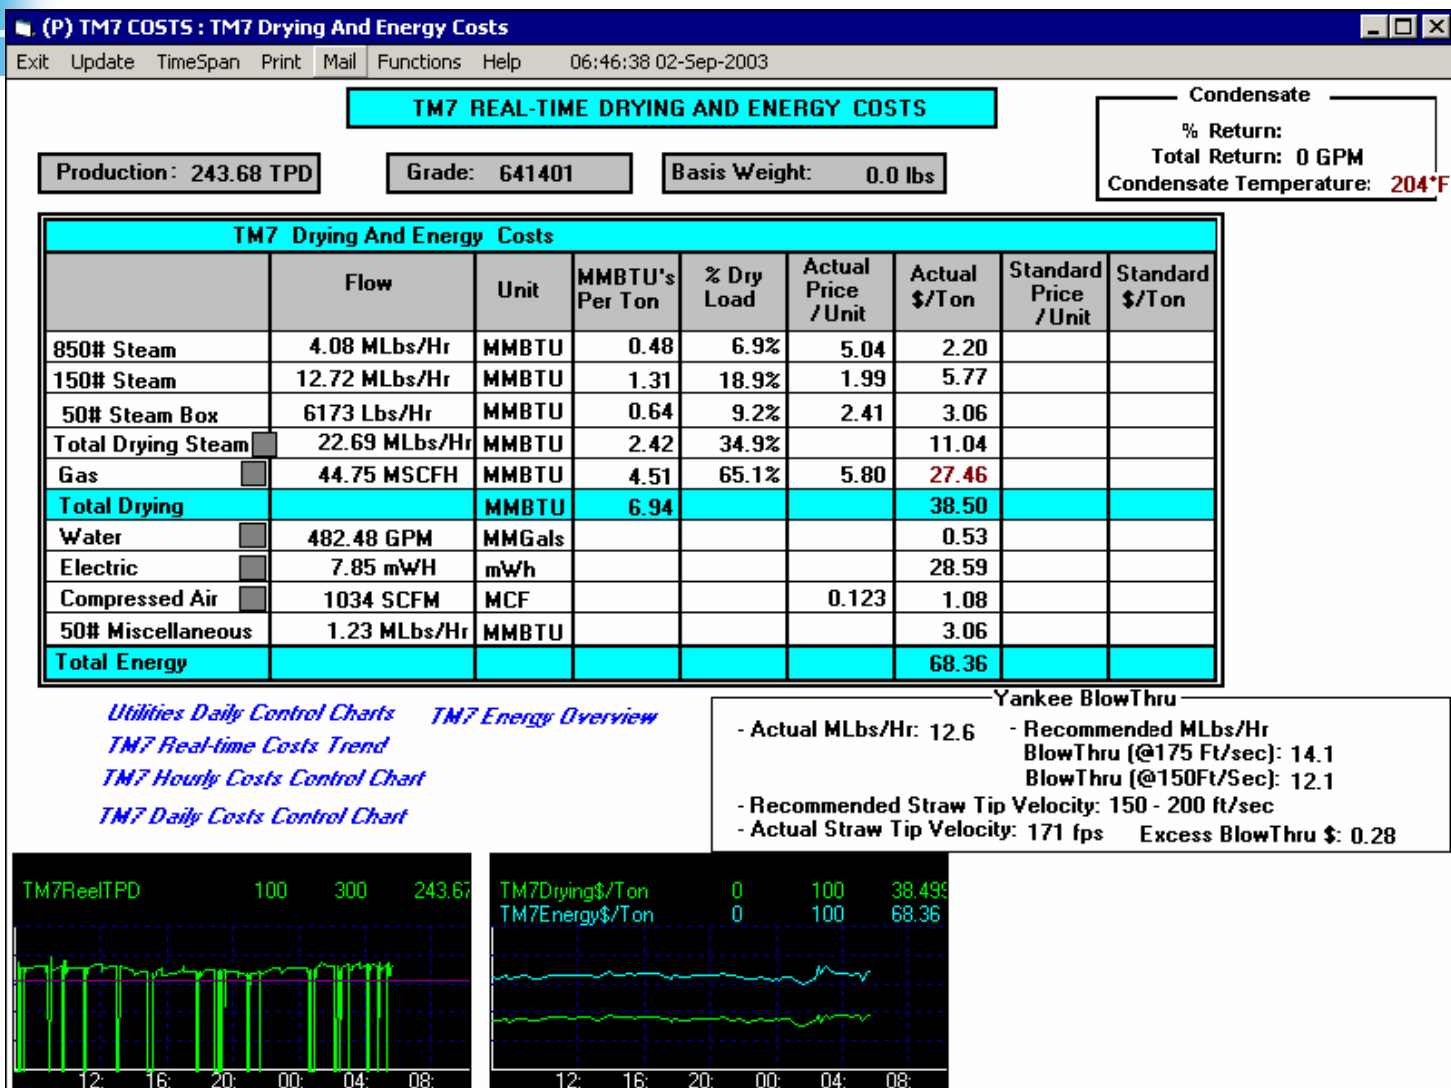 (P) TM7 COSTS : TM7 Drying And Energy Costs
Exit Update TimeSpan Print Mail Functions Help 06:46:38 02-Sep-2003
TM7 REAL-TIME DRYING AND ENERGY COSTS
Condensate
% Return:
Total Return: 0 GPM
Condensate Temperature: 204°F
Production: 243.68 TPD Grade: 641401 Basis Weight: 0.0 lbs
TM7 Drying And Energy Costs
Flow Unit MMBTU's Per Ton % Dry Load Actual Price /Unit Actual $/Ton Standard Price /Unit Standard $/Ton
850# Steam 4.08 MLbs/Hr MMBTU 0.48 6.9% 5.04 2.20
150# Steam 12.72 MLbs/Hr MMBTU 1.31 18.9% 1.99 5.77
50# Steam Box 6173 Lbs/Hr MMBTU 0.64 9.2% 2.41 3.06
Total Drying Steam 22.69 MLbs/Hr MMBTU 2.42 34.9% 11.04
Gas 44.75 MSCFH MMBTU 4.51 65.1% 5.80 27.46
Total Drying MMBTU 6.94 38.50
Water 482.48 GPM MMGals 0.53
Electric 7.85 mWH mWh 28.59
Compressed Air 1034 SCFM MCF 0.123 1.08
50# Miscellaneous 1.23 MLbs/Hr MMBTU 3.06
Total Energy 68.36
Utilities Daily Control Charts TM7 Energy Overview
TM7 Real-time Costs Trend
TM7 Hourly Costs Control Chart
TM7 Daily Costs Control Chart
Yankee BlowThru
- Actual MLbs/Hr: 12.6 - Recommended MLbs/Hr
BlowThru (@175 Ft/sec): 14.1
BlowThru (@150Ft/Sec): 12.1
- Recommended Straw Tip Velocity: 150 - 200 ft/sec
- Actual Straw Tip Velocity: 171 fps Excess BlowThru $: 0.28
TM7ReelTPD 100 300 243.67
12: 16: 20: 00: 04: 08:
TM7Drying$/Ton 0 100 38.499
TM7Energy$/Ton 0 100 68.36
12: 16: 20: 00: 04: 08: